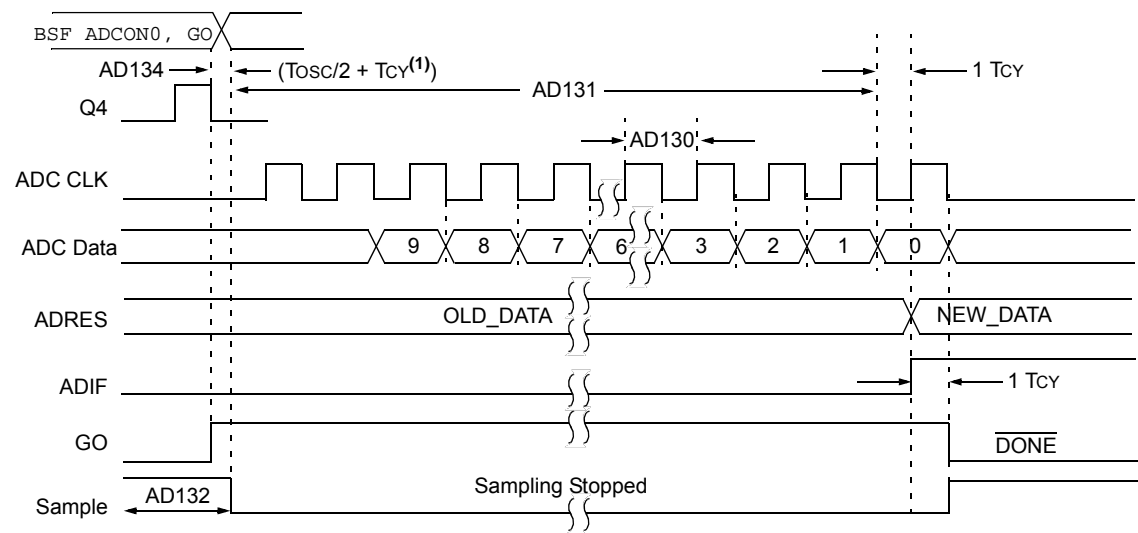 BSF ADCON0, GO
AD134 (TOSC/2 + TCY(1)) 1 TCY
AD131
Q4
AD130
ADC CLK
ADC Data 9 8 7 6 3 2 1 0
ADRES OLD_DATA NEW_DATA
ADIF 1 TCY
GO DONE
Sample AD132 Sampling Stopped